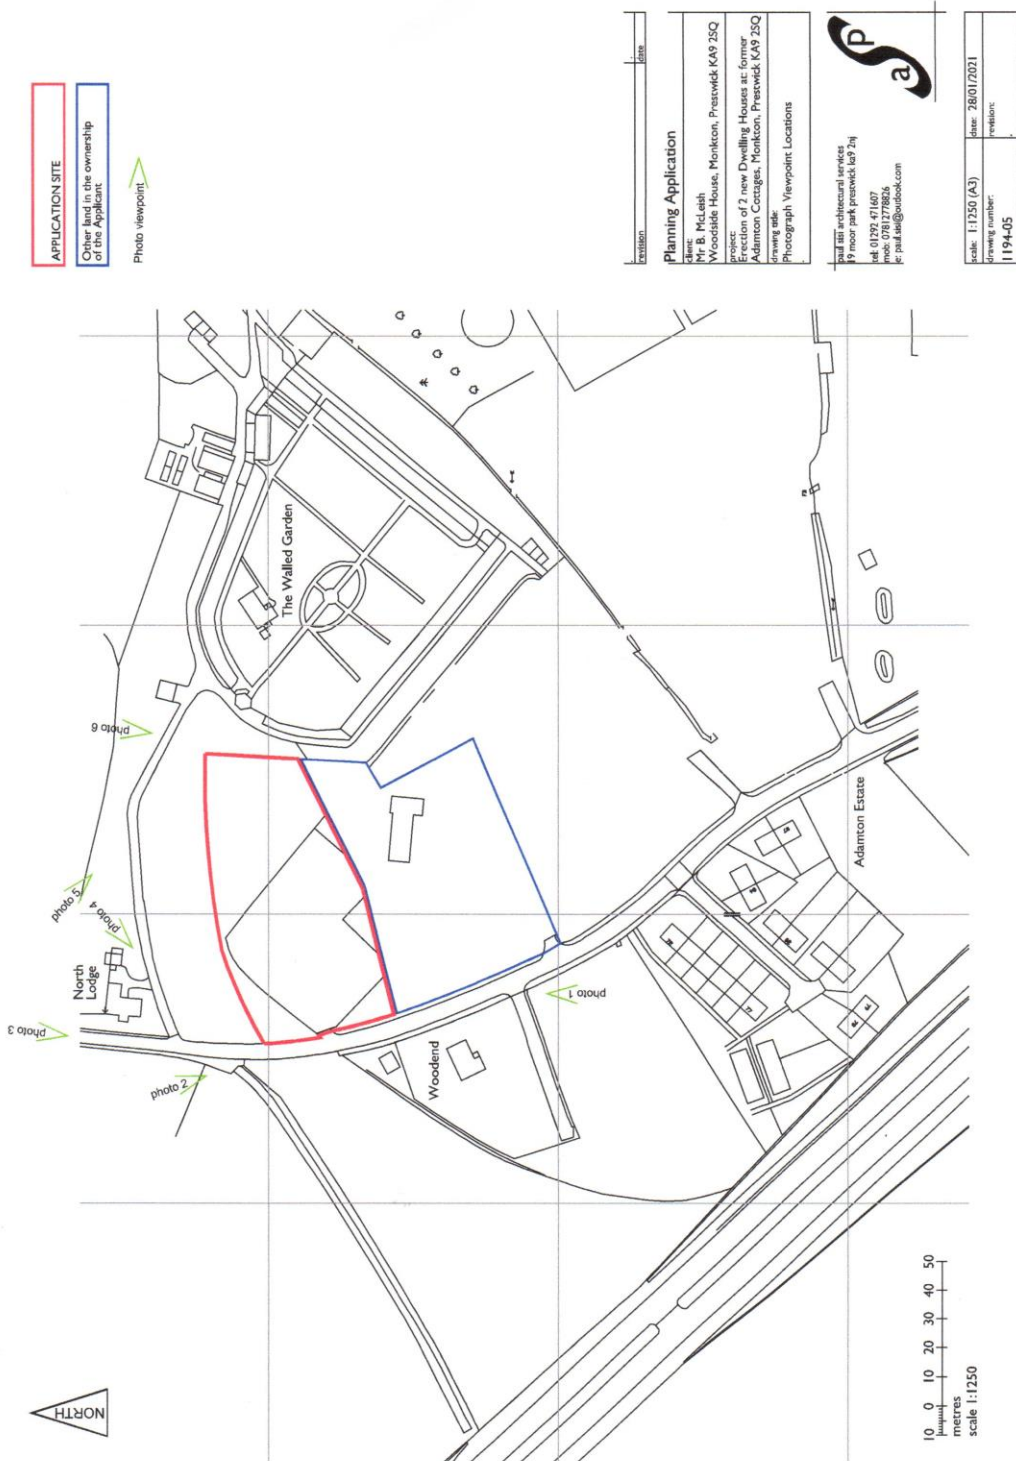 APPLICATION SITE
Other land in the ownership
of the Applicant
Photo viewpoint
revision
date
Planning Application
client:
Mr B. McLeish
Woodside House, Monkton, Prestwick KA9 2SQ
project:
Erection of 2 new Dwelling Houses at: former
Adamton Cottages, Monkton, Prestwick KA9 2SQ
drawing title:
Photograph Viewpoint Locations
a
s
p
paul sisi architectural services
19 moor park prestwick ka9 2nj
tel: 01292 471607
mob: 07812778826
e: paul.sisi@outlook.com
scale: 1:1250 (A3)
date: 28/01/2021
drawing number:
1194-05
revision:
NORTH
photo 3
photo 2
North
Lodge
photo 4
photo 5
photo 6
The Walled Garden
Woodend
photo 1
Adamton Estate
10 0 10 20 30 40 50
metres
scale 1:1250